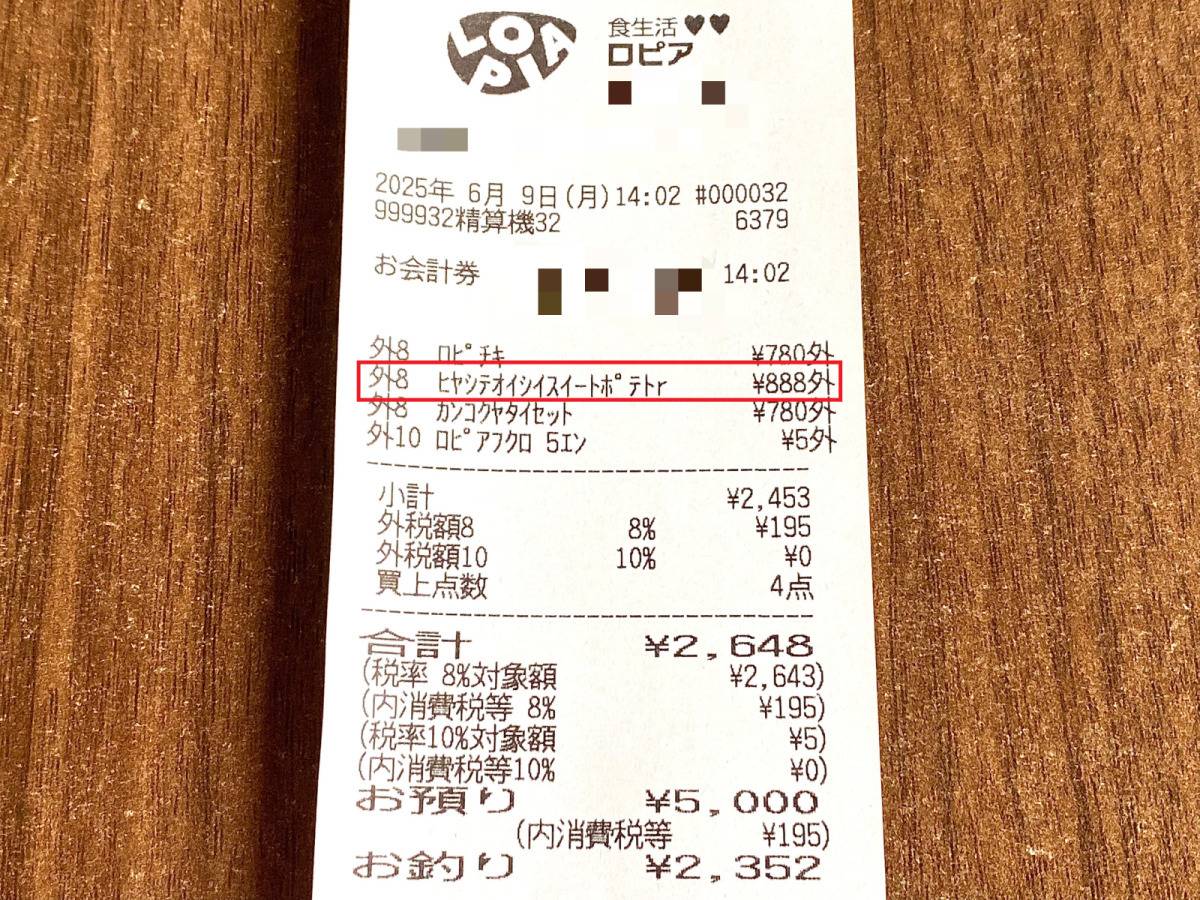 LOPIA
食生活♥♥
ロピア
2025年 6月 9日(月)14:02 #000032
999932精算機32 6379
お会計券 14:02
外8 ロピチキ ¥780外
外8 ヒヤシテオイシイスイートポテトr ¥888外
外8 カンコクヤタイセット ¥780外
外10 ロピアフクロ 5エン ¥5外
小計 ¥2,453
外税額8 8% ¥195
外税額10 10% ¥0
買上点数 4点
合計 ¥2,648
(税率 8%対象額 ¥2,643)
(内消費税等 8% ¥195)
(税率10%対象額 ¥5)
(内消費税等10% ¥0)
お預り ¥5,000
(内消費税等 ¥195)
お釣り ¥2,352